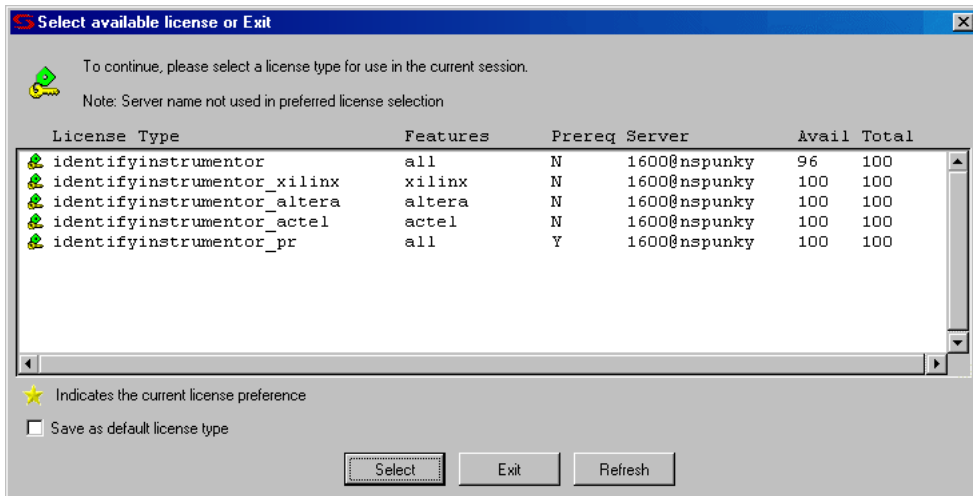 Select available license or Exit
To continue, please select a license type for use in the current session.
Note: Server name not used in preferred license selection
License Type Features Prereq Server Avail Total
identifyinstrumentor all N 1600@nspunky 96 100
identifyinstrumentor_xilinx xilinx N 1600@nspunky 100 100
identifyinstrumentor_altera altera N 1600@nspunky 100 100
identifyinstrumentor_actel actel N 1600@nspunky 100 100
identifyinstrumentor_pr all Y 1600@nspunky 100 100
Indicates the current license preference
Save as default license type
Select Exit Refresh